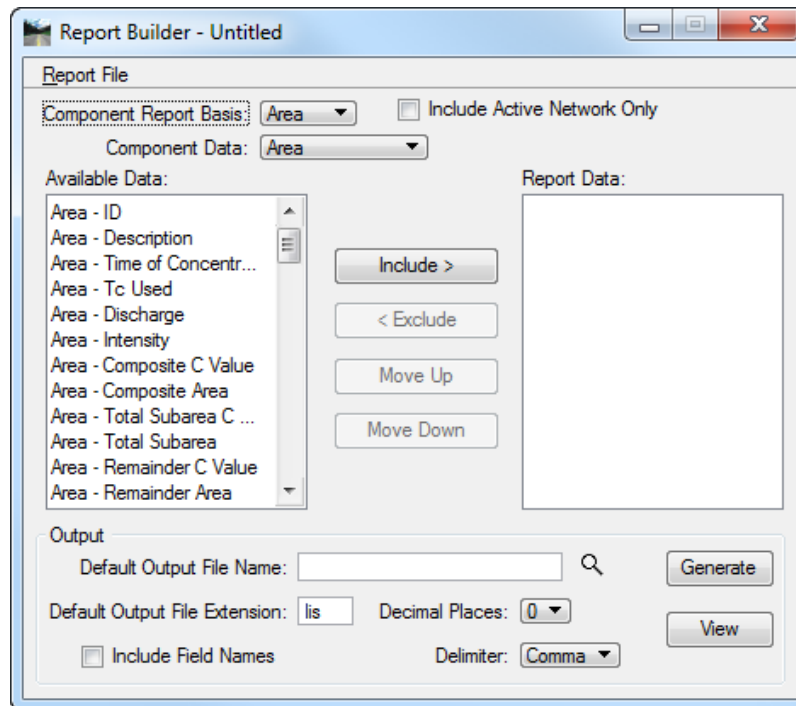 Report Builder - Untitled
Report File
Component Report Basis: Area Include Active Network Only
Component Data: Area
Available Data: Report Data:
Area - ID
Area - Description
Area - Time of Concentr...
Area - Tc Used
Area - Discharge
Area - Intensity
Area - Composite C Value
Area - Composite Area
Area - Total Subarea C ...
Area - Total Subarea
Area - Remainder C Value
Area - Remainder Area
Include >
< Exclude
Move Up
Move Down
Output
Default Output File Name: Generate
Default Output File Extension: lis Decimal Places: 0
View
Include Field Names Delimiter: Comma